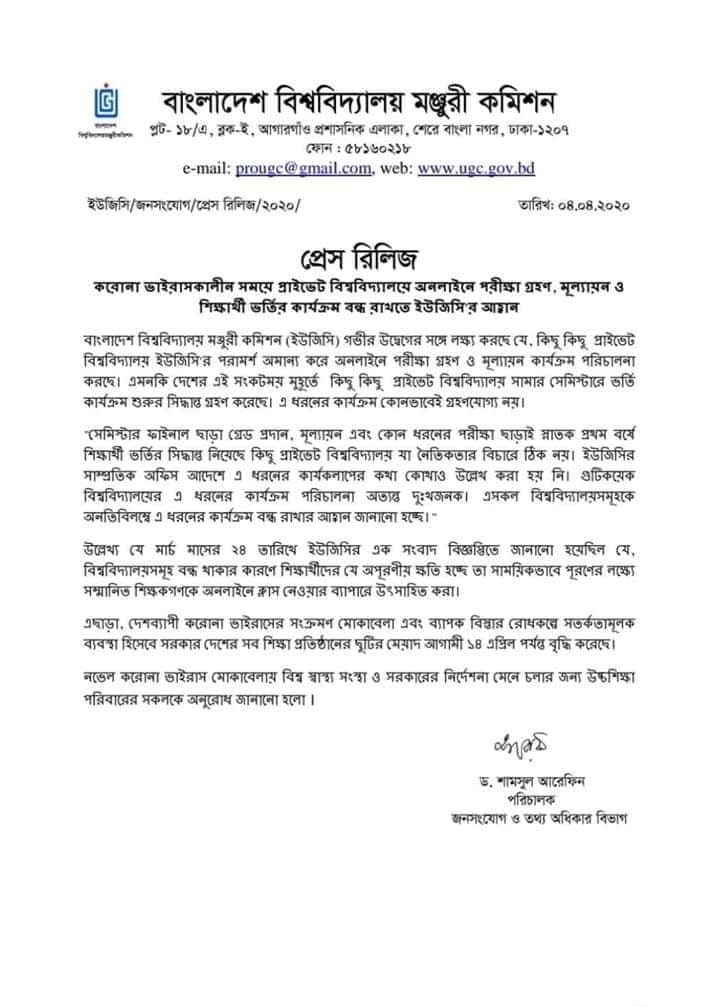 বাংলাদেশ বিশ্ববিদ্যালয় মঞ্জুরী কমিশন
বাংলাদেশ
বিশ্ববিদ্যালয় মঞ্জুরী কমিশন
প্লট- ১৮/এ, ব্লক-ই, আগারগাঁও প্রশাসনিক এলাকা, শেরে বাংলা নগর, ঢাকা-১২০৭
ফোন : ৫৮১৬০২১৮
e-mail: prougc@gmail.com, web: www.ugc.gov.bd
ইউজিসি/জনসংযোগ/প্রেস রিলিজ/২০২০/ তারিখ: ০৪.০৪.২০২০
প্রেস রিলিজ
করোনা ভাইরাসকালীন সময়ে প্রাইভেট বিশ্ববিদ্যালয়ে অনলাইনে পরীক্ষা গ্রহণ, মূল্যায়ন ও
শিক্ষার্থী ভর্তির কার্যক্রম বন্ধ রাখতে ইউজিসি'র আহ্বান
বাংলাদেশ বিশ্ববিদ্যালয় মঞ্জুরী কমিশন (ইউজিসি) গভীর উদ্বেগের সঙ্গে লক্ষ্য করছে যে, কিছু কিছু প্রাইভেট
বিশ্ববিদ্যালয় ইউজিসি'র পরামর্শ অমান্য করে অনলাইনে পরীক্ষা গ্রহণ ও মূল্যায়ন কার্যক্রম পরিচালনা
করছে। এমনকি দেশের এই সংকটময় মুহূর্তে কিছু কিছু প্রাইভেট বিশ্ববিদ্যালয় সামার সেমিস্টারে ভর্তি
কার্যক্রম শুরুর সিদ্ধান্ত গ্রহণ করেছে। এ ধরনের কার্যক্রম কোনভাবেই গ্রহণযোগ্য নয়।
"সেমিস্টার ফাইনাল ছাড়া গ্রেড প্রদান, মূল্যায়ন এবং কোন ধরনের পরীক্ষা ছাড়াই স্নাতক প্রথম বর্ষে
শিক্ষার্থী ভর্তির সিদ্ধান্ত নিয়েছে কিছু প্রাইভেট বিশ্ববিদ্যালয় যা নৈতিকতার বিচারে ঠিক নয়। ইউজিসির
সাম্প্রতিক অফিস আদেশে এ ধরনের কার্যকলাপের কথা কোথাও উল্লেখ করা হয় নি। গুটিকয়েক
বিশ্ববিদ্যালয়ের এ ধরনের কার্যক্রম পরিচালনা অত্যন্ত দু:খজনক। এসকল বিশ্ববিদ্যালয়সমূহকে
অনতিবিলম্বে এ ধরনের কার্যক্রম বন্ধ রাখার আহ্বান জানানো হচ্ছে।"
উল্লেখ্য যে মার্চ মাসের ২৪ তারিখে ইউজিসির এক সংবাদ বিজ্ঞপ্তিতে জানানো হয়েছিল যে,
বিশ্ববিদ্যালয়সমূহ বন্ধ থাকার কারণে শিক্ষার্থীদের যে অপূরণীয় ক্ষতি হচ্ছে তা সাময়িকভাবে পূরণের লক্ষ্যে
সম্মানিত শিক্ষকগণকে অনলাইনে ক্লাস নেওয়ার ব্যাপারে উৎসাহিত করা।
এছাড়া, দেশব্যাপী করোনা ভাইরাসের সংক্রমণ মোকাবেলা এবং ব্যাপক বিস্তার রোধকল্পে সতর্কতামূলক
ব্যবস্থা হিসেবে সরকার দেশের সব শিক্ষা প্রতিষ্ঠানের ছুটির মেয়াদ আগামী ১৪ এপ্রিল পর্যন্ত বৃদ্ধি করেছে।
নভেল করোনা ভাইরাস মোকাবেলায় বিশ্ব স্বাস্থ্য সংস্থা ও সরকারের নির্দেশনা মেনে চলার জন্য উচ্চশিক্ষা
পরিবারের সকলকে অনুরোধ জানানো হলো ।
ড. শামসুল আরেফিন
পরিচালক
জনসংযোগ ও তথ্য অধিকার বিভাগ